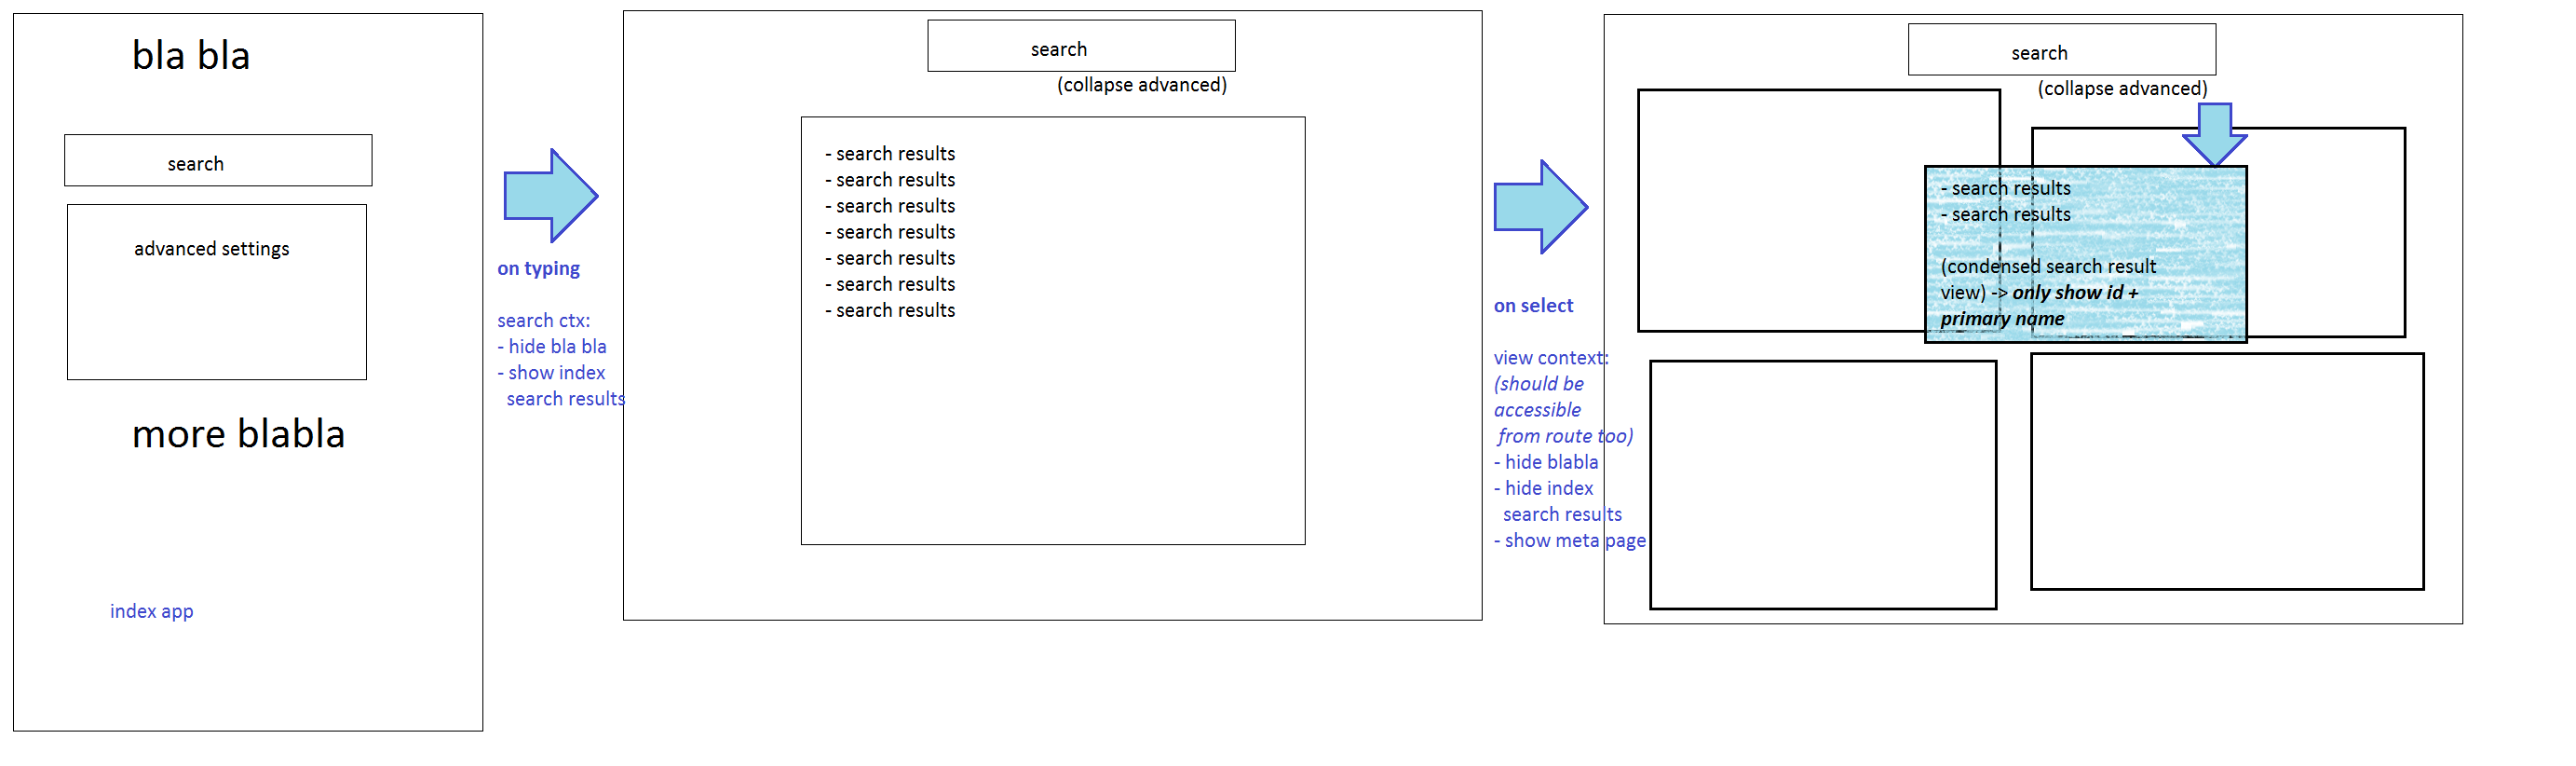 bla bla
search
advanced settings
more blabla
index app
on typing
search ctx:
- hide bla bla
- show index
search results
search
(collapse advanced)
- search results
- search results
- search results
- search results
- search results
- search results
- search results
on select
view context:
(should be
accessible
from route too)
- hide blabla
- hide index
search results
- show meta page
search
(collapse advanced)
- search results
- search results
(condensed search result
view) -> only show id +
primary name